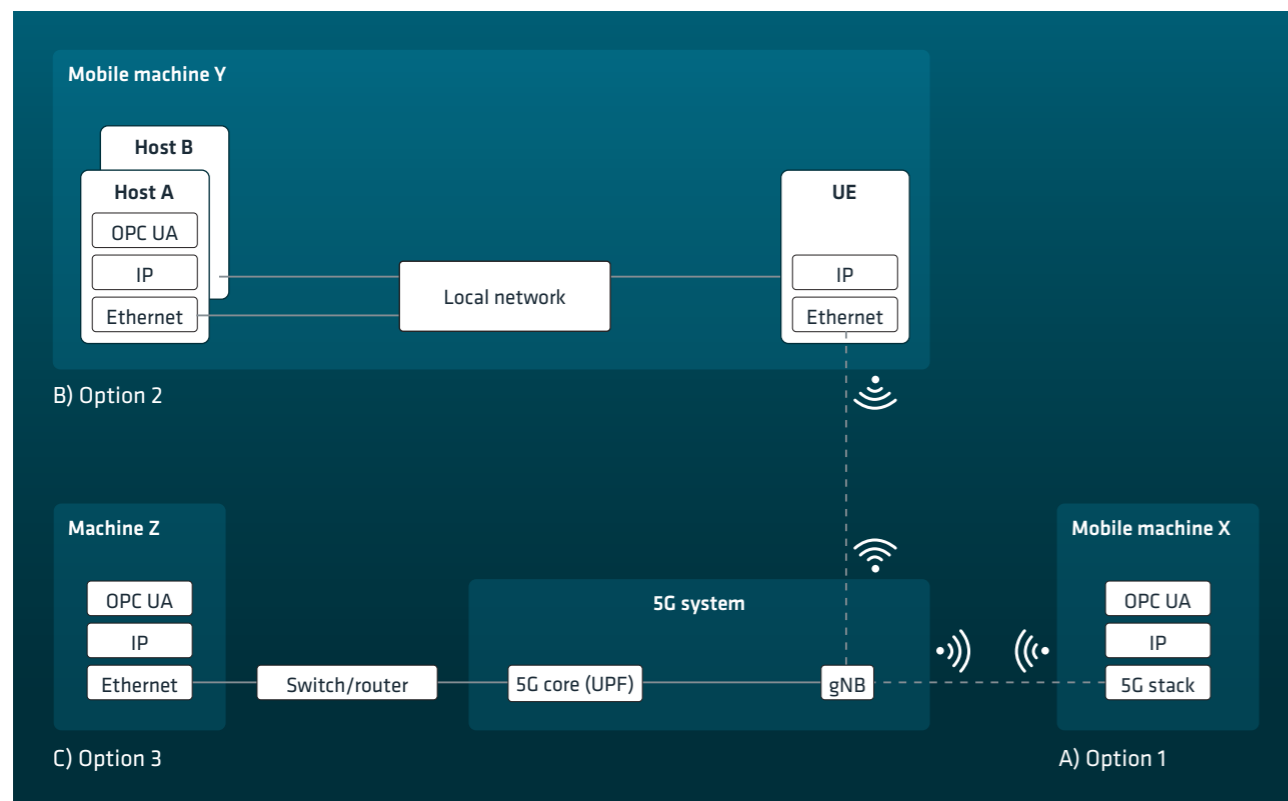 Mobile machine Y
Host B
Host A
OPC UA
IP
Ethernet
Local network
UE
IP
Ethernet
B) Option 2
Machine Z
OPC UA
IP
Ethernet
Switch/router
5G system
5G core (UPF)
gNB
Mobile machine X
OPC UA
IP
5G stack
C) Option 3
A) Option 1